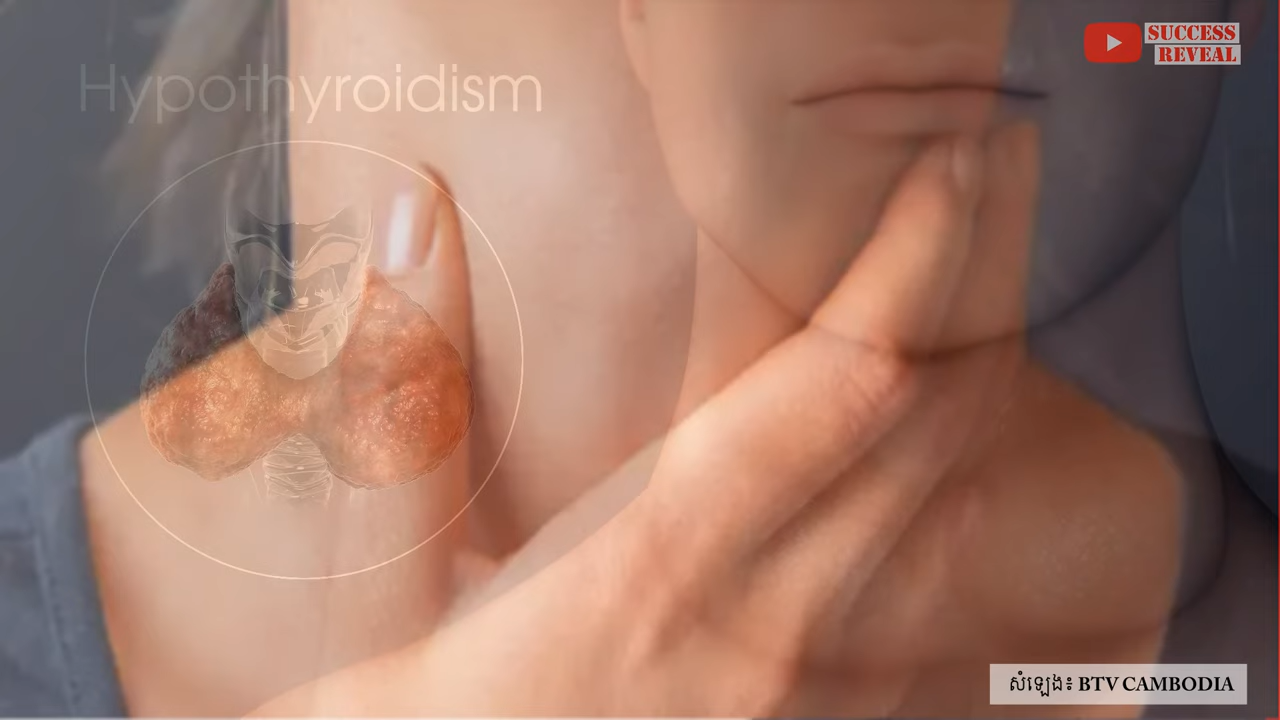 Hypothyroidism
SUCCESS
REVEAL
សំឡេង៖ BTV CAMBODIA